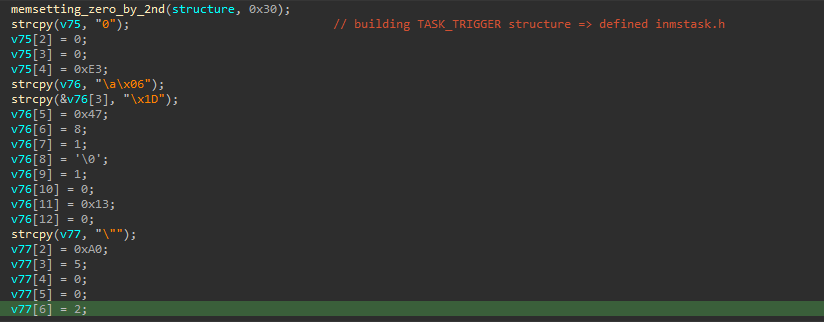 memsetting_zero_by_2nd(structure, 0x30);
strcpy(v75, "0"); // building TASK_TRIGGER structure => defined inmstask.h
v75[2] = 0;
v75[3] = 0;
v75[4] = 0xE3;
strcpy(v76, "\a\x06");
strcpy(&v76[3], "\x1D");
v76[5] = 0x47;
v76[6] = 8;
v76[7] = 1;
v76[8] = '\0';
v76[9] = 1;
v76[10] = 0;
v76[11] = 0x13;
v76[12] = 0;
strcpy(v77, "\"");
v77[2] = 0xA0;
v77[3] = 5;
v77[4] = 0;
v77[5] = 0;
v77[6] = 2;